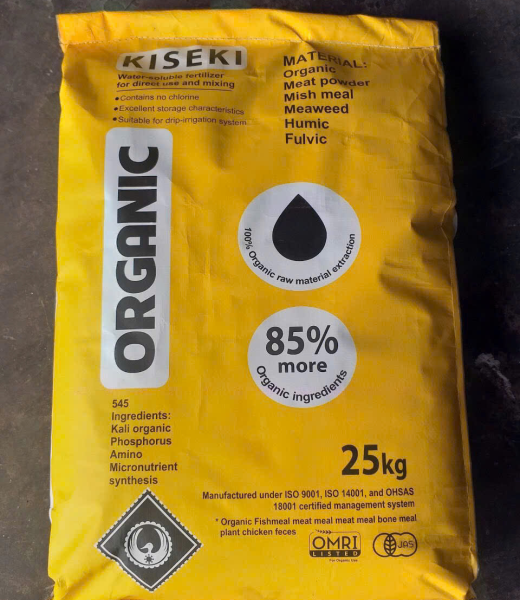 KISEKI
Water-soluble fertilizer
for direct use and mixing
•Contains no chlorine
•Excellent storage characteristics
•Suitable for drip-irrigation system.
MATERIAL:
Organic
Meat powder
Mish meal
Meaweed
Humic
Fulvic
ORGANIC
100% Organic raw material extraction
85%
more
Organic ingredients
545
Ingredients:
Kali organic
Phosphorus
Amino
Micronutrient
synthesis
25kg
Manufactured under ISO 9001, ISO 14001, and OHSAS
18001 certified management system
* Organic Fishmeal meat meal meat meal bone meal
plant chicken feces
OMRI
LISTED
For Organic Use
JAS